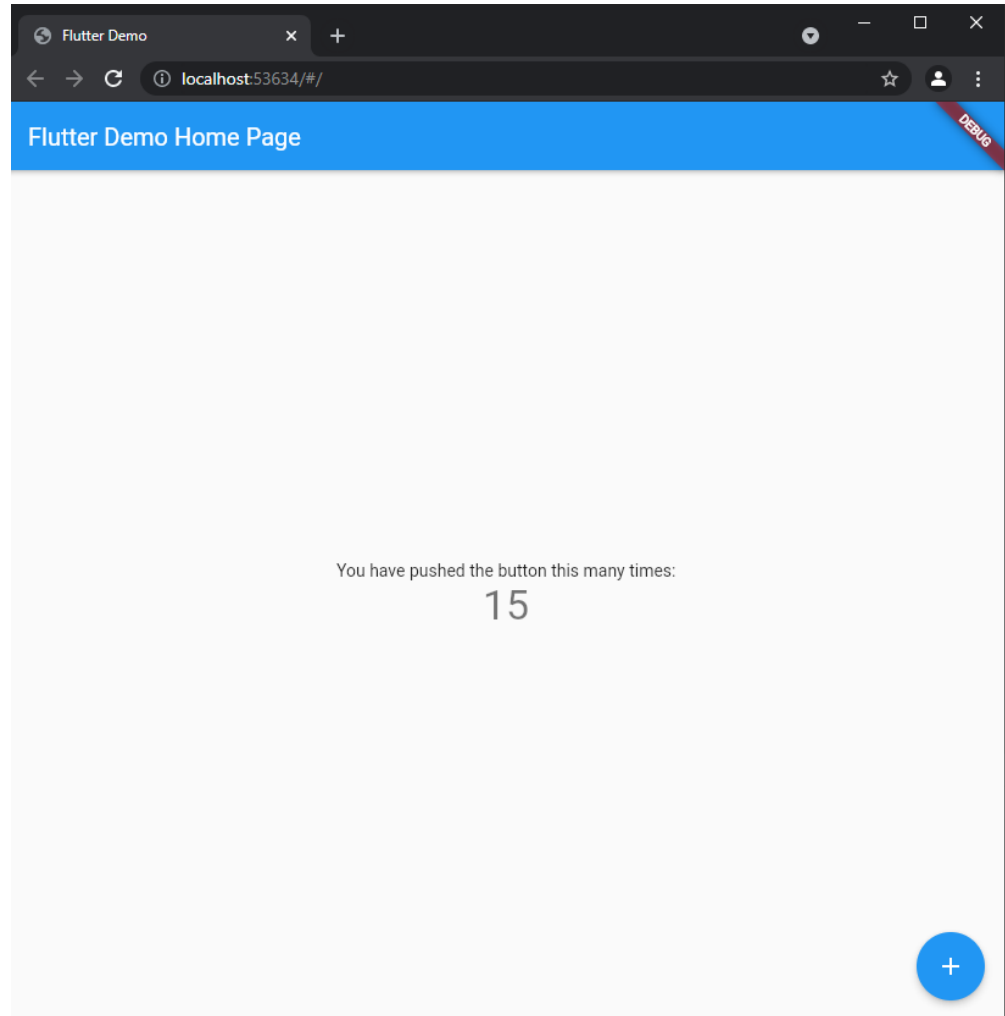 Flutter Demo
localhost:53634/#/
Flutter Demo Home Page
DEBUG
You have pushed the button this many times:
15